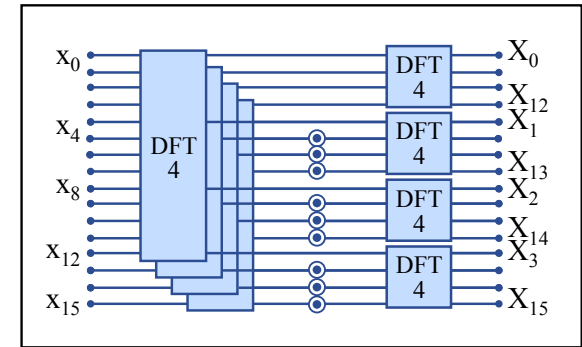 x₀
x₄
x₈
x₁₂
x₁₅
DFT
4
DFT
4
DFT
4
DFT
4
DFT
4
X₀
X₁₂
X₁
X₁₃
X₂
X₁₄
X₃
X₁₅